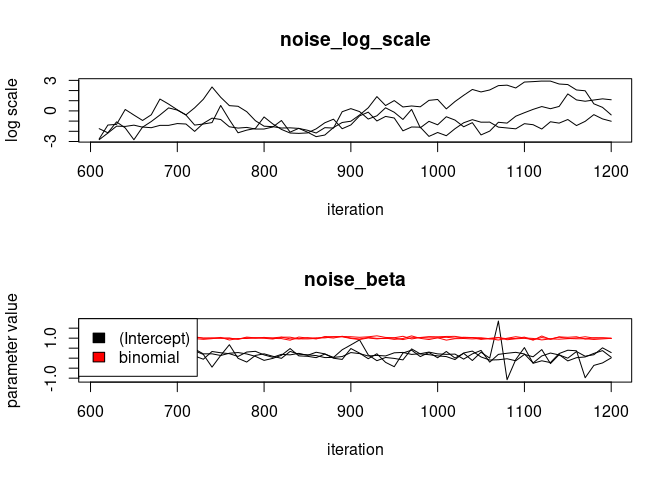 noise_log_scale
log scale
3
0
-3
600 700 800 900 1000 1100 1200
iteration
noise_beta
parameter value
1.0
-1.0
(Intercept)
binomial
600 700 800 900 1000 1100 1200
iteration